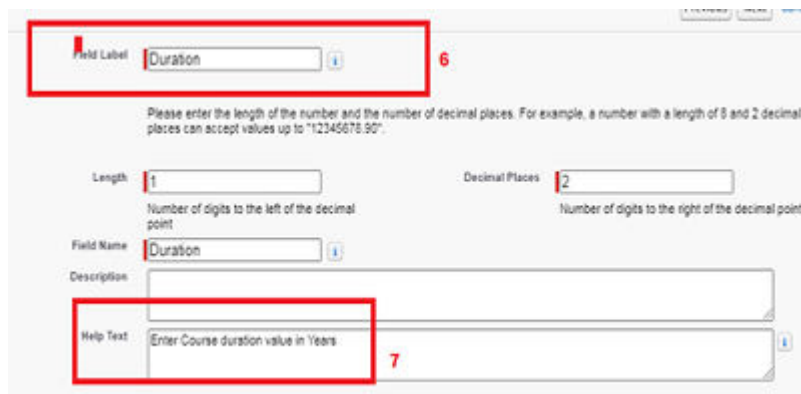 Field Label Duration i 6
Please enter the length of the number and the number of decimal places. For example, a number with a length of 8 and 2 decimal
places can accept values up to "12345678.90".
Length 1 Decimal Places 2
Number of digits to the left of the decimal Number of digits to the right of the decimal point
point
Field Name Duration i
Description
Help Text Enter Course duration value in Years i
7